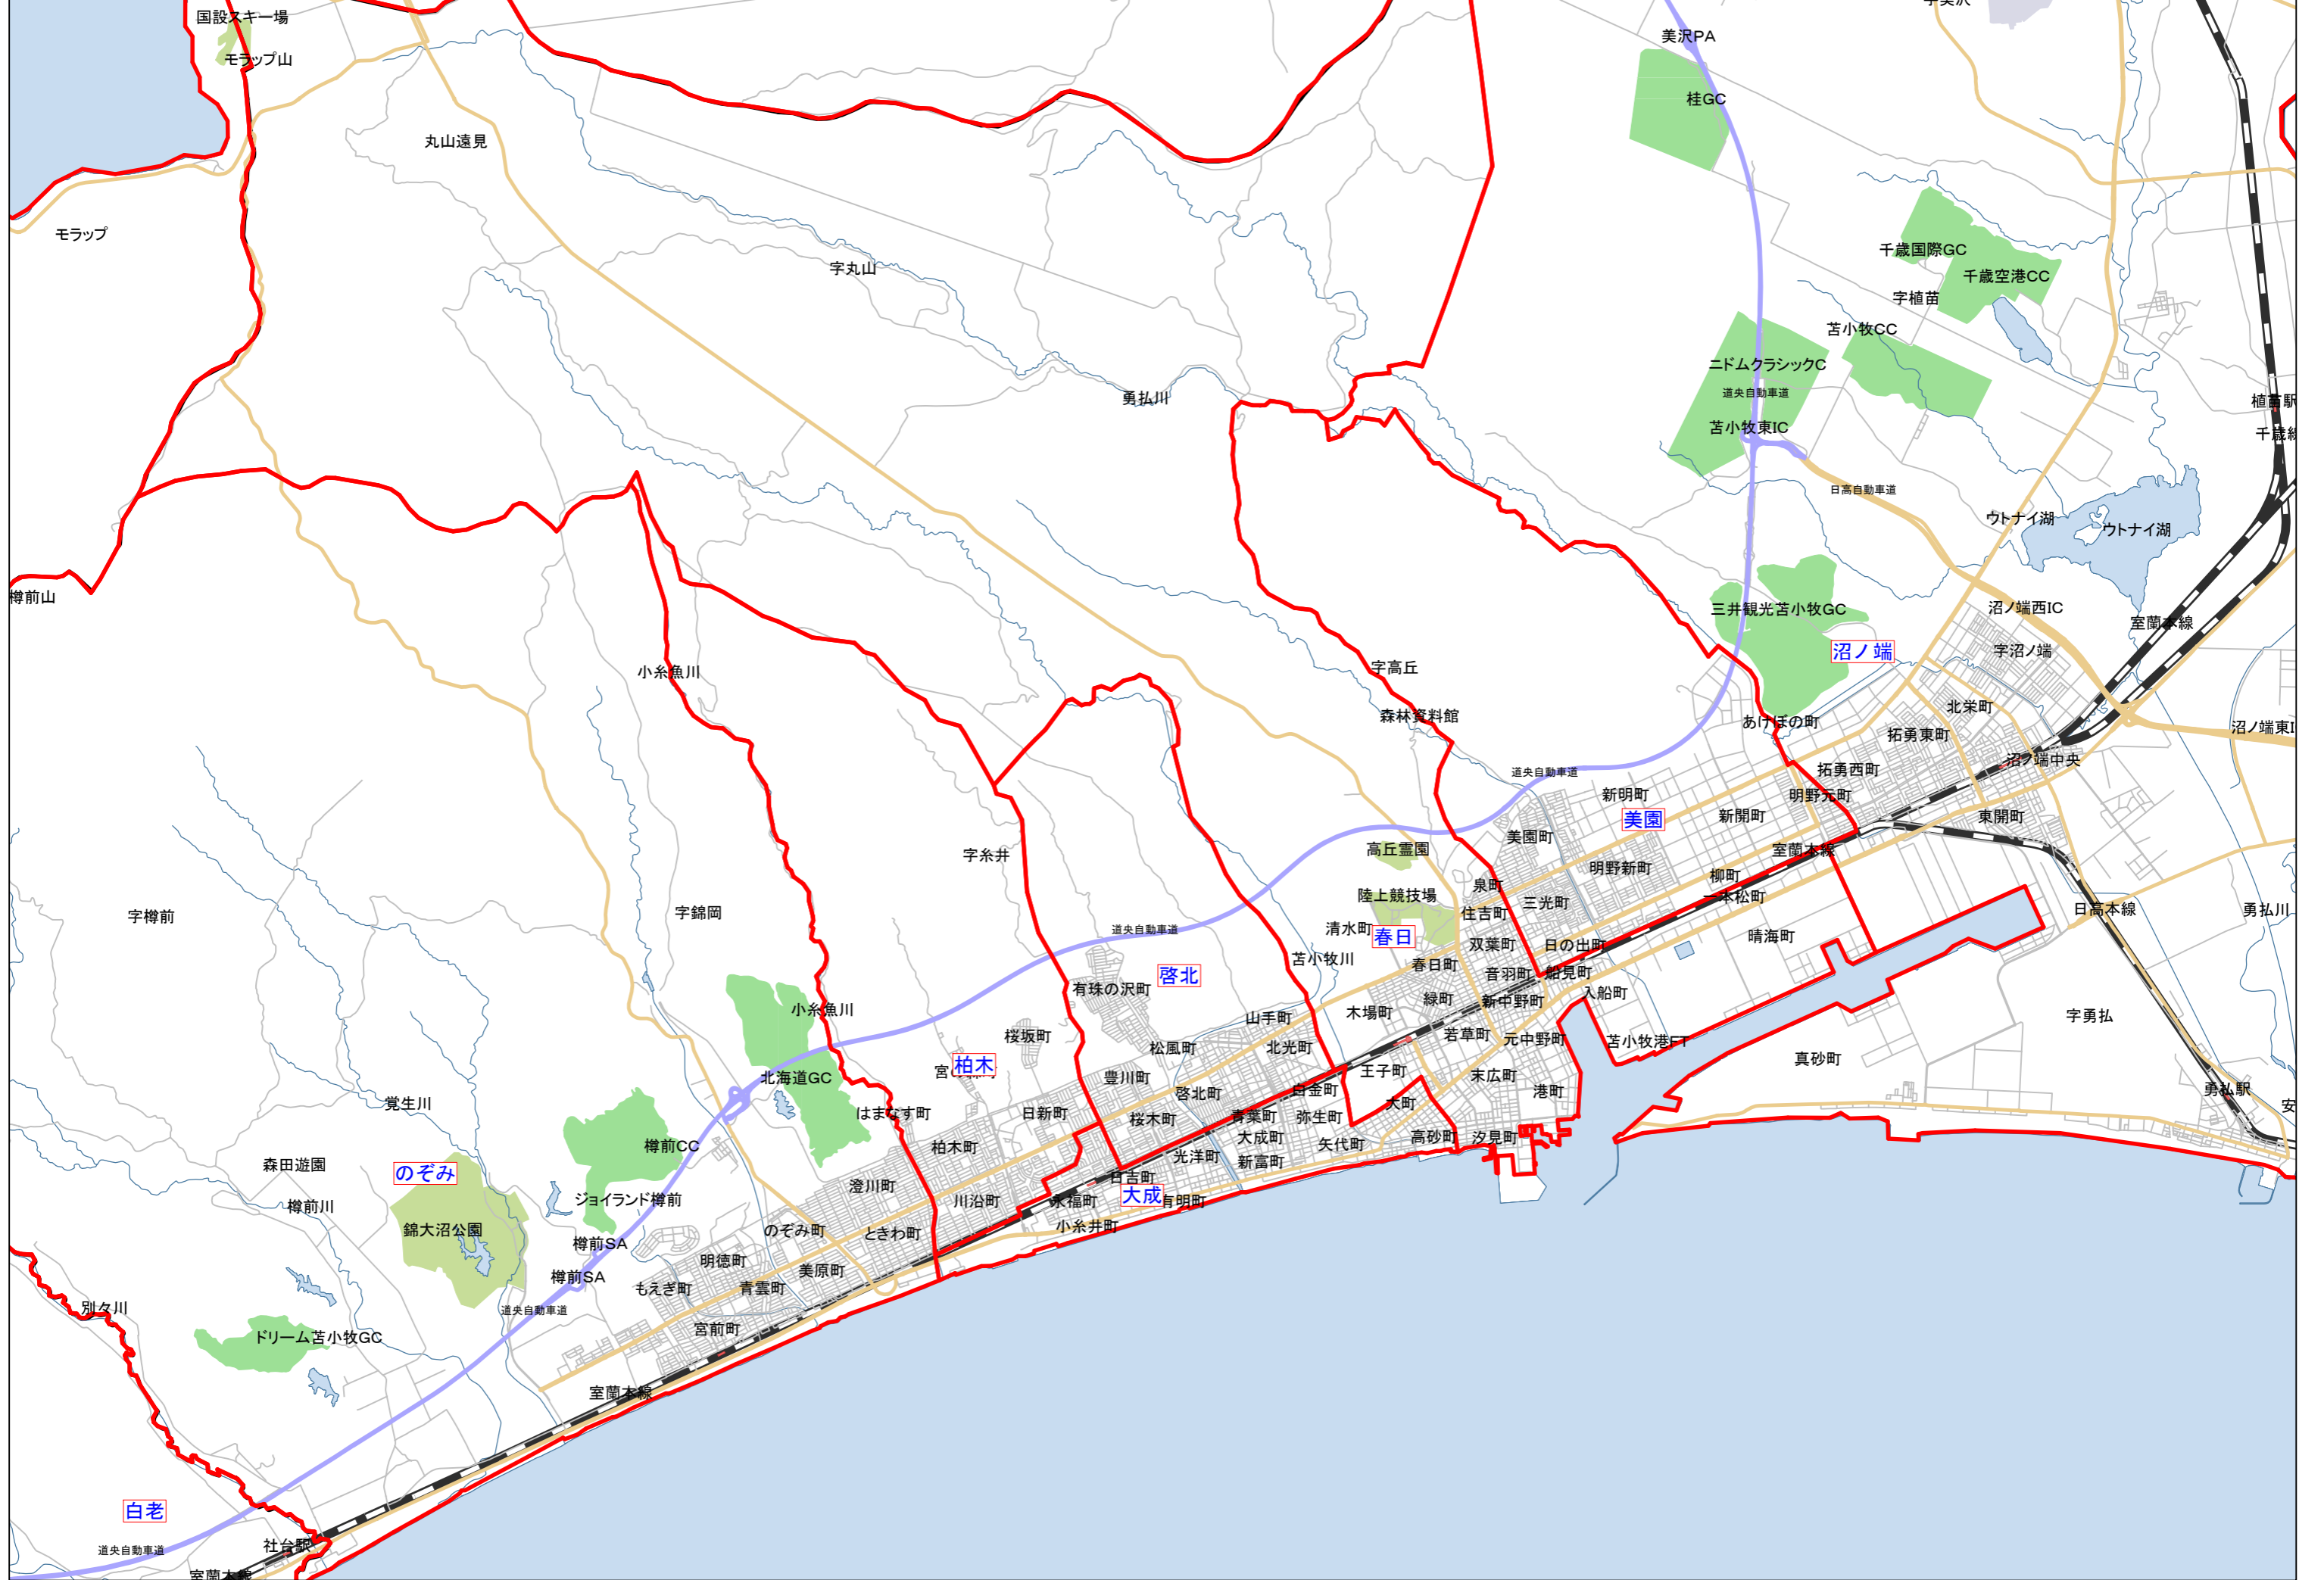 国設スキー場
モラップ山
字美沢
美沢PA
桂GC
丸山遠見
モラップ
字丸山
千歳国際GC
千歳空港CC
字植苗
苫小牧CC
ニドムクラシックC
道央自動車道
勇払川
苫小牧東IC
植苗駅
千歳線
日高自動車道
ウトナイ湖
ウトナイ湖
樽前山
三井観光苫小牧GC
沼ノ端西IC
室蘭本線
沼ノ端
字沼ノ端
字高丘
小糸魚川
森林資料館
あけぼの町
北栄町
拓勇東町
沼ノ端東I
沼ノ端中央
拓勇西町
道央自動車道
新明町
明野元町
美園
新開町
東開町
美園町
高丘霊園
字糸井
室蘭本線
明野新町
柳町
泉町
陸上競技場
一本松町
三光町
住吉町
字樽前
字錦岡
日高本線
勇払川
清水町
春日
道央自動車道
晴海町
双葉町
日の出町
苫小牧川
春日町
音羽町
船見町
啓北
有珠の沢町
入船町
緑町
新中野町
小糸魚川
木場町
山手町
字勇払
桜坂町
若草町
元中野町
苫小牧港FT
松風町
北光町
真砂町
柏木
王子町
末広町
北海道GC
豊川町
啓北町
白金町
港町
勇払駅
覚生川
大町
安
はまなす町
日新町
桜木町
青葉町
弥生町
樽前CC
柏木町
大成町
矢代町
高砂町
汐見町
森田遊園
のぞみ
光洋町
新富町
日吉町
澄川町
大成
ジョイランド樽前
樽前川
川沿町
永福町
有明町
錦大沼公園
のぞみ町
ときわ町
小糸井町
樽前SA
明徳町
美原町
樽前SA
もえぎ町
青雲町
別々川
道央自動車道
宮前町
ドリーム苫小牧GC
室蘭本線
白老
社台駅
道央自動車道
室蘭本線